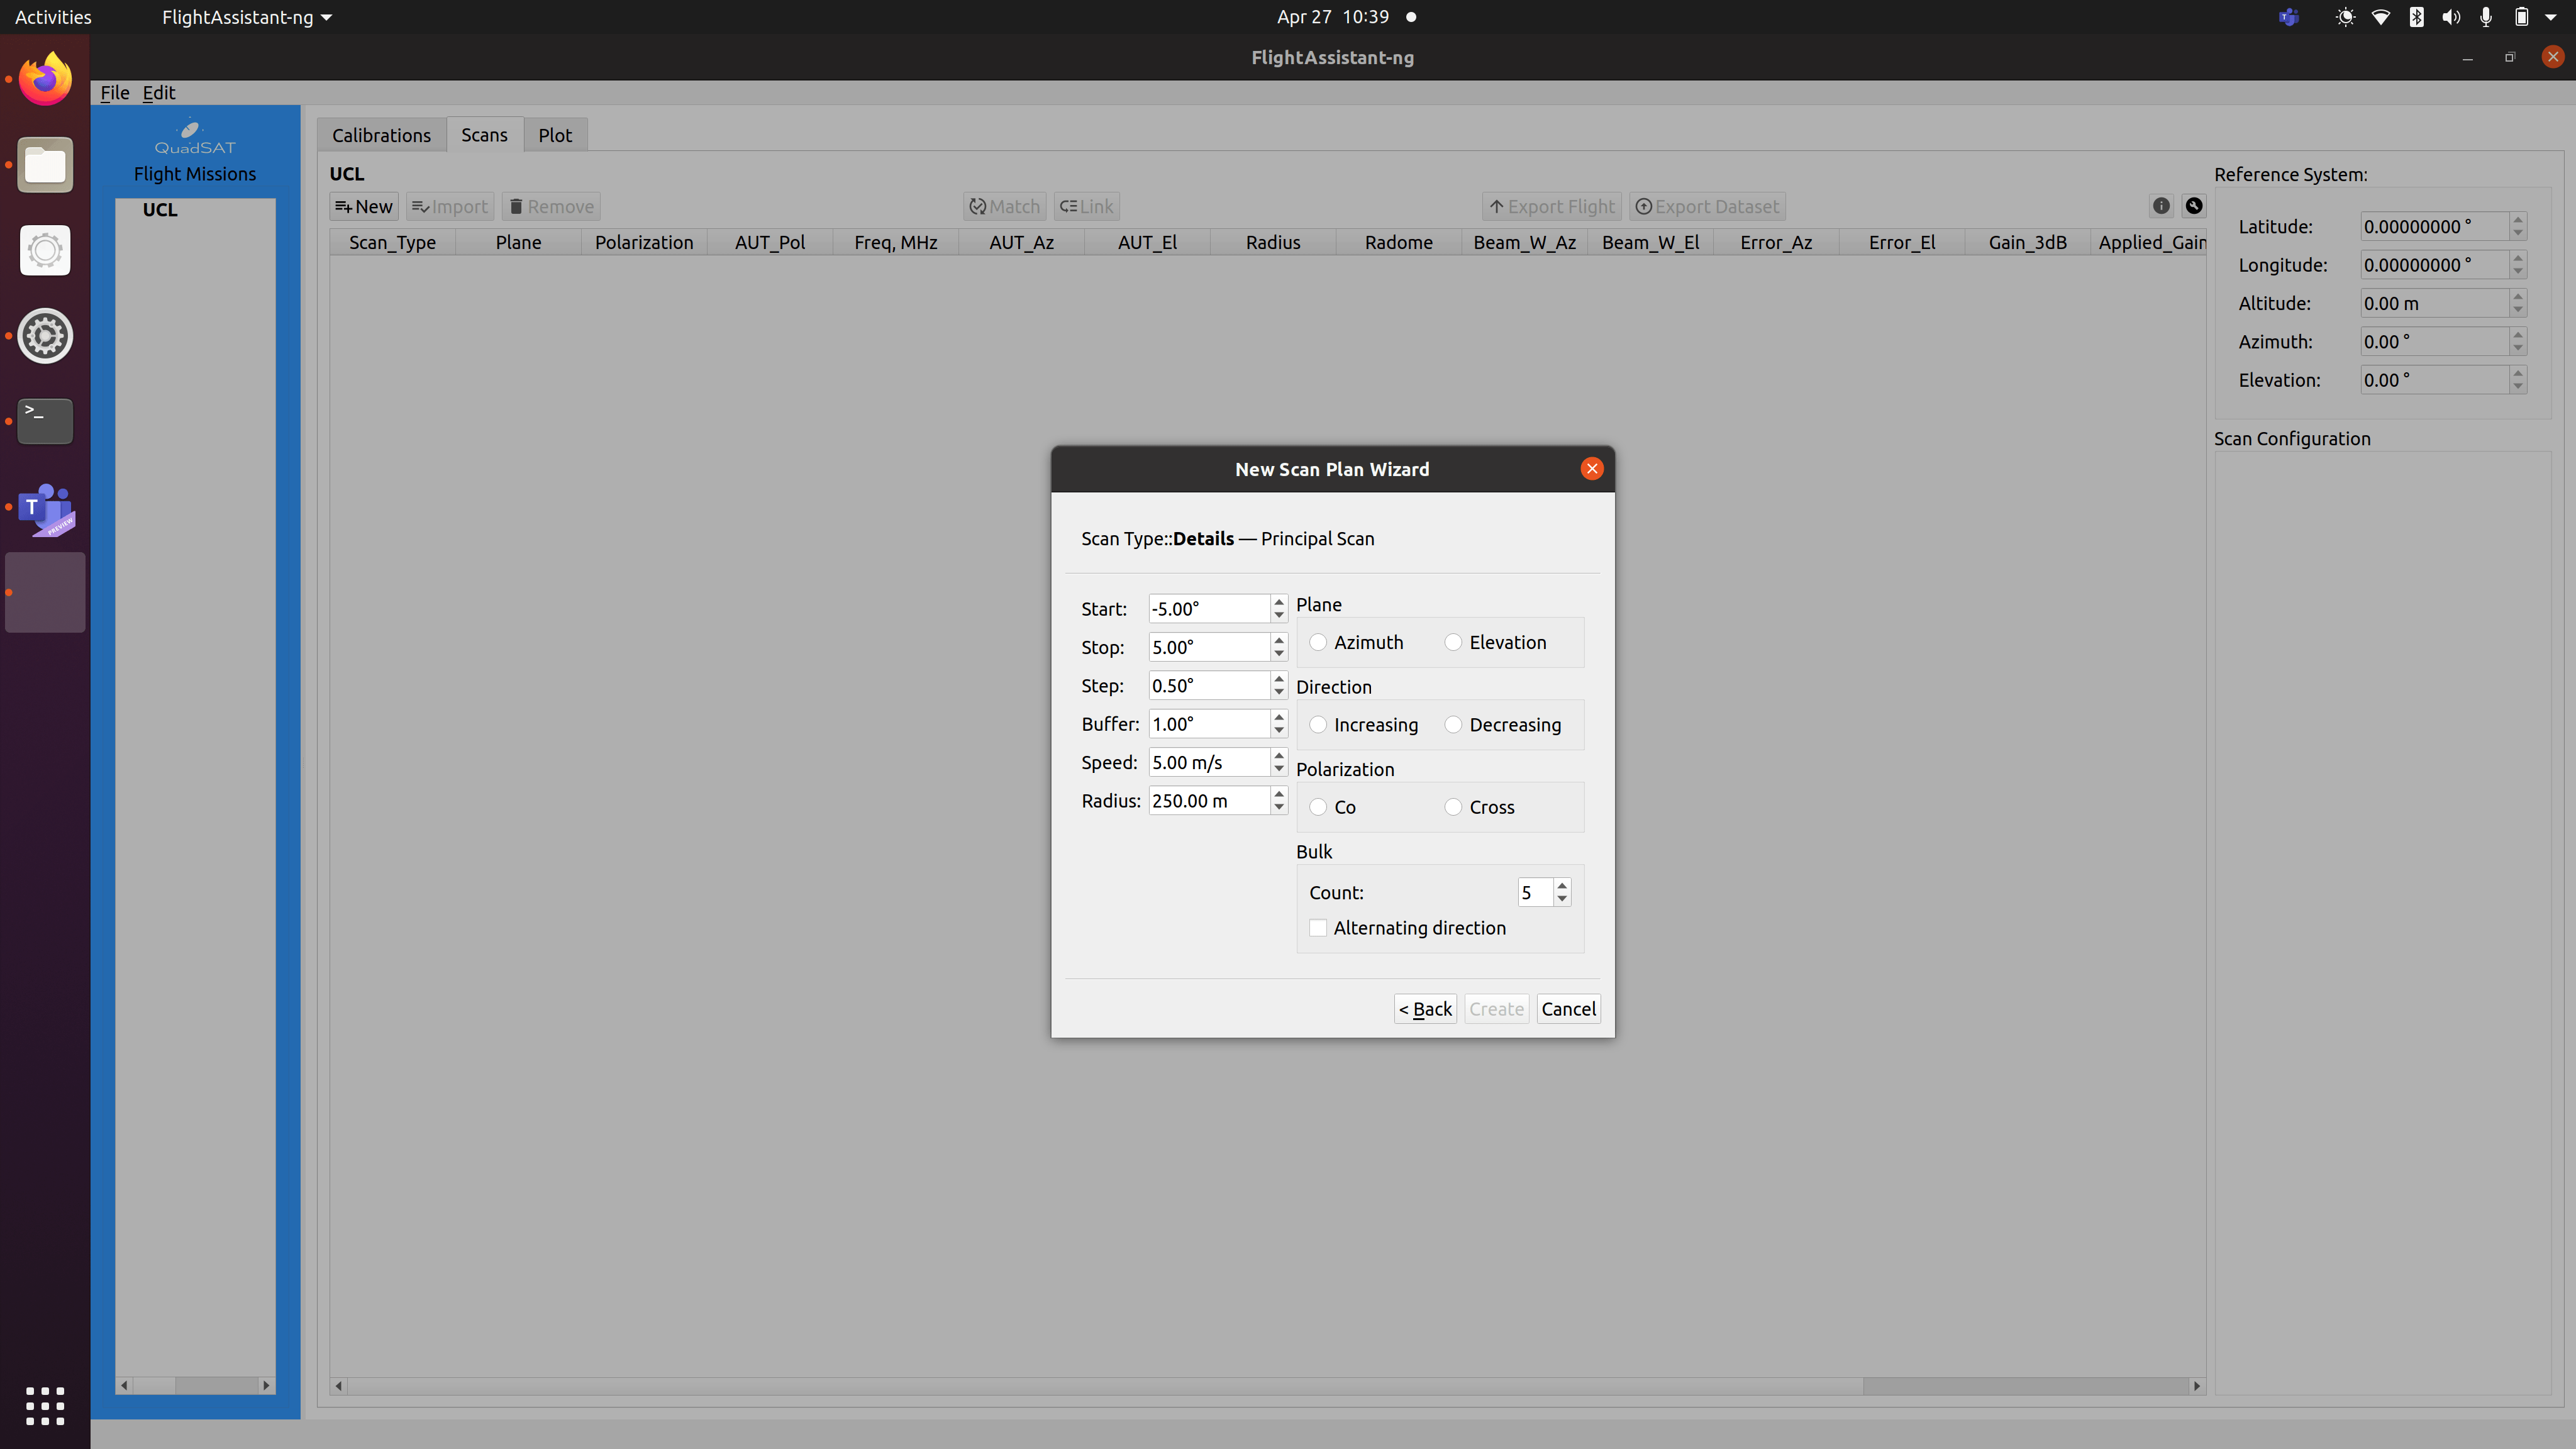 Activities FlightAssistant-ng Apr 27 10:39
FlightAssistant-ng
File Edit
QuadSAT
Flight Missions
UCL
Calibrations Scans Plot
UCL
New Import Remove Match Link Export Flight Export Dataset
Scan_Type Plane Polarization AUT_Pol Freq, MHz AUT_Az AUT_El Radius Radome Beam_W_Az Beam_W_El Error_Az Error_El Gain_3dB Applied_Gain
Reference System:
Latitude: 0.00000000 °
Longitude: 0.00000000 °
Altitude: 0.00 m
Azimuth: 0.00 °
Elevation: 0.00 °
Scan Configuration
>_
T
PREVIEW
New Scan Plan Wizard
Scan Type::Details — Principal Scan
Start: -5.00°
Stop: 5.00°
Step: 0.50°
Buffer: 1.00°
Speed: 5.00 m/s
Radius: 250.00 m
Plane
Azimuth Elevation
Direction
Increasing Decreasing
Polarization
Co Cross
Bulk
Count: 5
Alternating direction
< Back Create Cancel